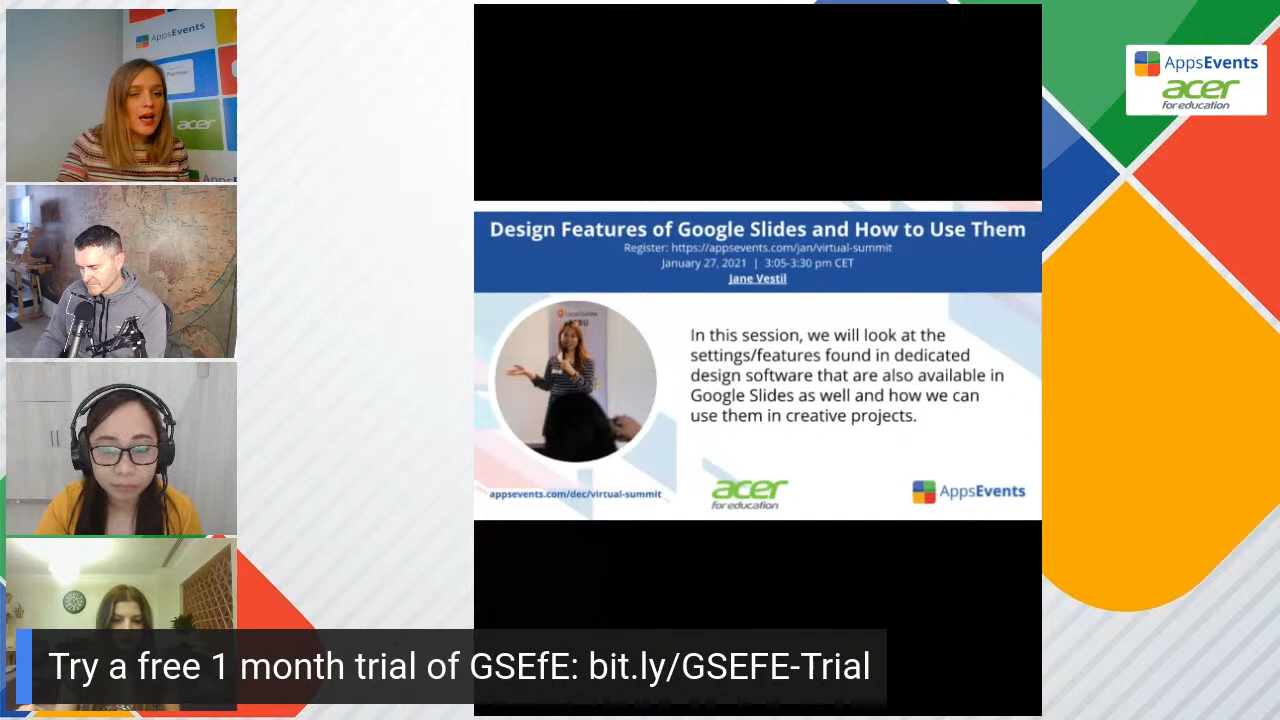 AppsEvents
acer
AppsEvents
acer
for education
Design Features of Google Slides and How to Use Them
Register: https://appsevents.com/jan/virtual-summit
January 27, 2021 | 3:05-3:30 pm CET
Jane Vestil
In this session, we will look at the
settings/features found in dedicated
design software that are also available in
Google Slides as well and how we can
use them in creative projects.
appsevents.com/dec/virtual-summit
acer
for education
AppsEvents
Try a free 1 month trial of GSEfE: bit.ly/GSEFE-Trial